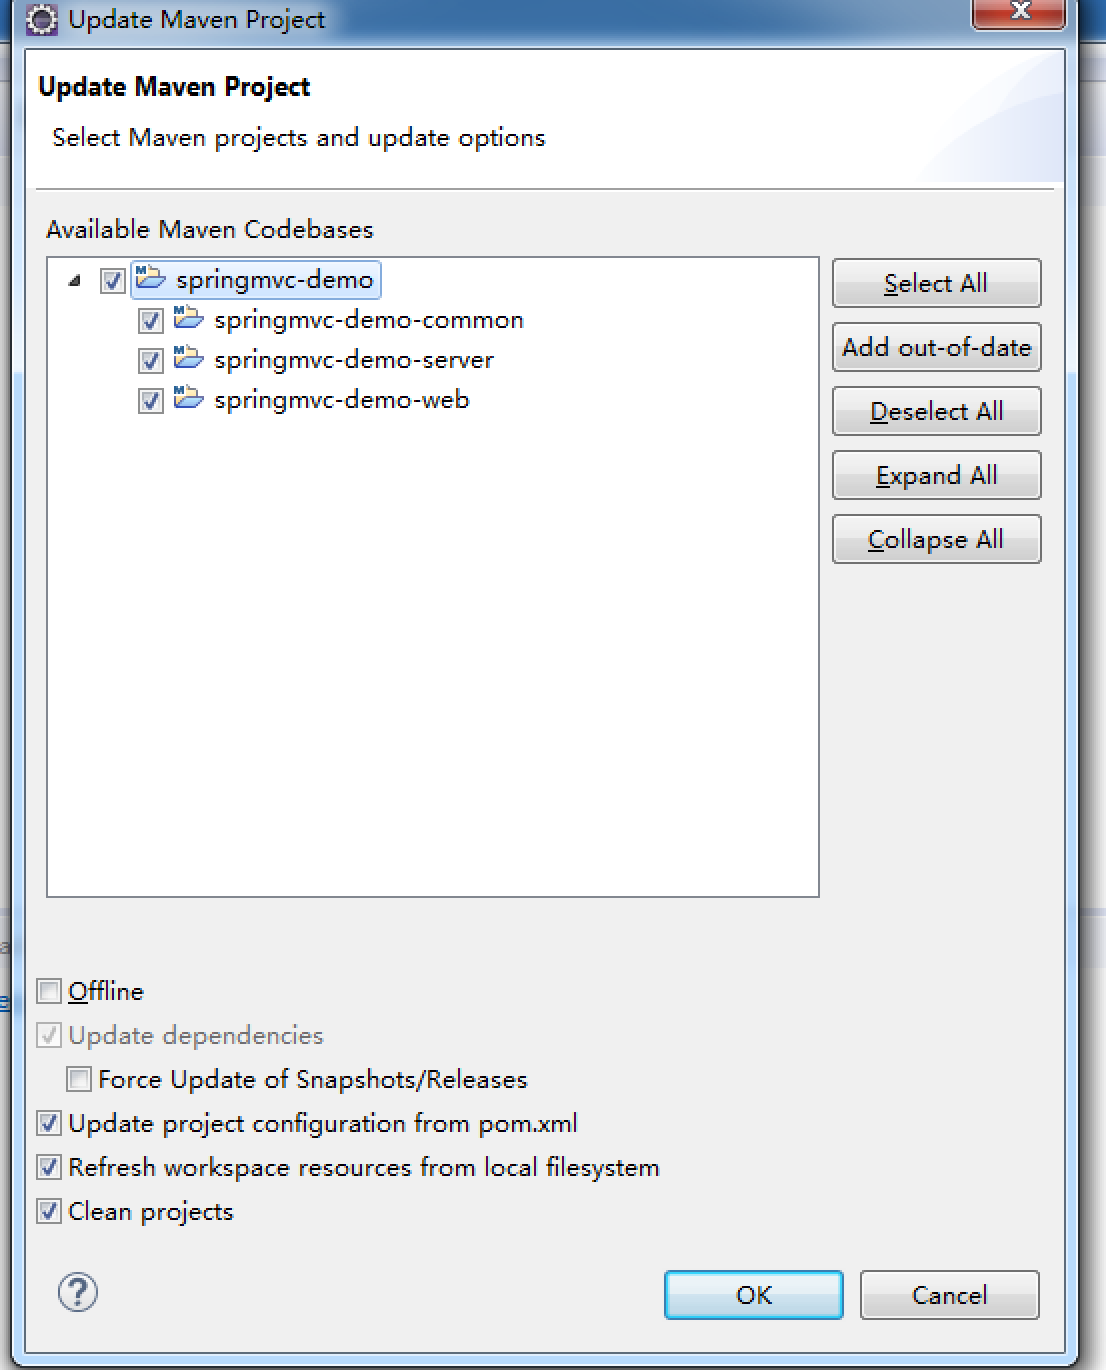 Update Maven Project
Update Maven Project
Select Maven projects and update options
Available Maven Codebases
springmvc-demo
springmvc-demo-common
springmvc-demo-server
springmvc-demo-web
Select All
Add out-of-date
Deselect All
Expand All
Collapse All
Offline
Update dependencies
Force Update of Snapshots/Releases
Update project configuration from pom.xml
Refresh workspace resources from local filesystem
Clean projects
OK
Cancel